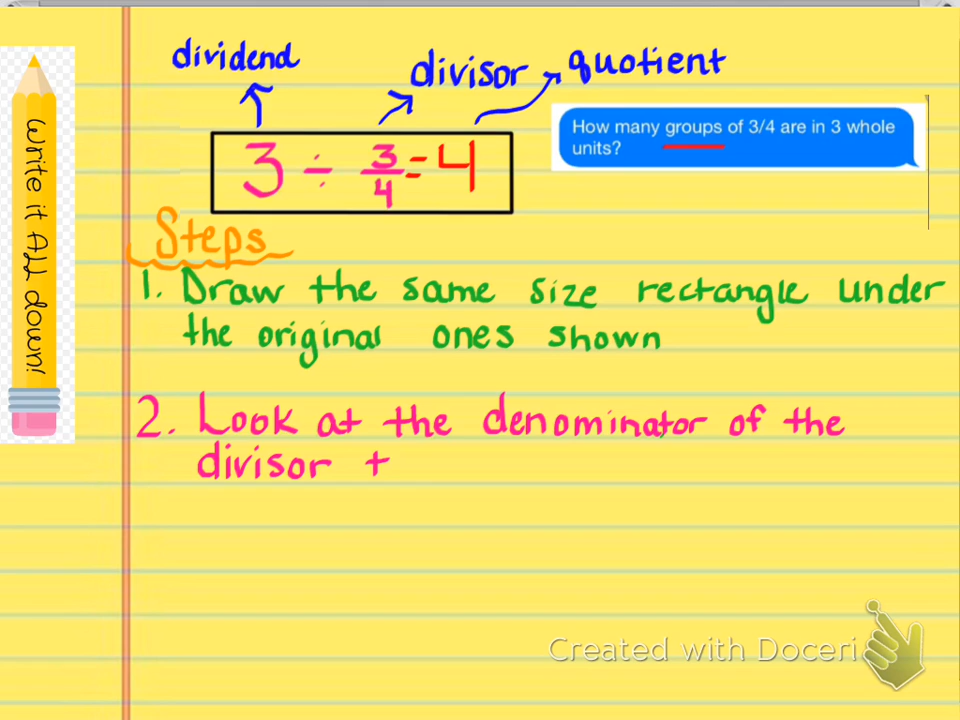 dividend
divisor
quotient
3 ÷ 3/4 = 4
How many groups of 3/4 are in 3 whole
units?
Write it All down!
Steps
1. Draw the same size rectangle under
the original ones shown
2. Look at the denominator of the
divisor +
Created with Doceri